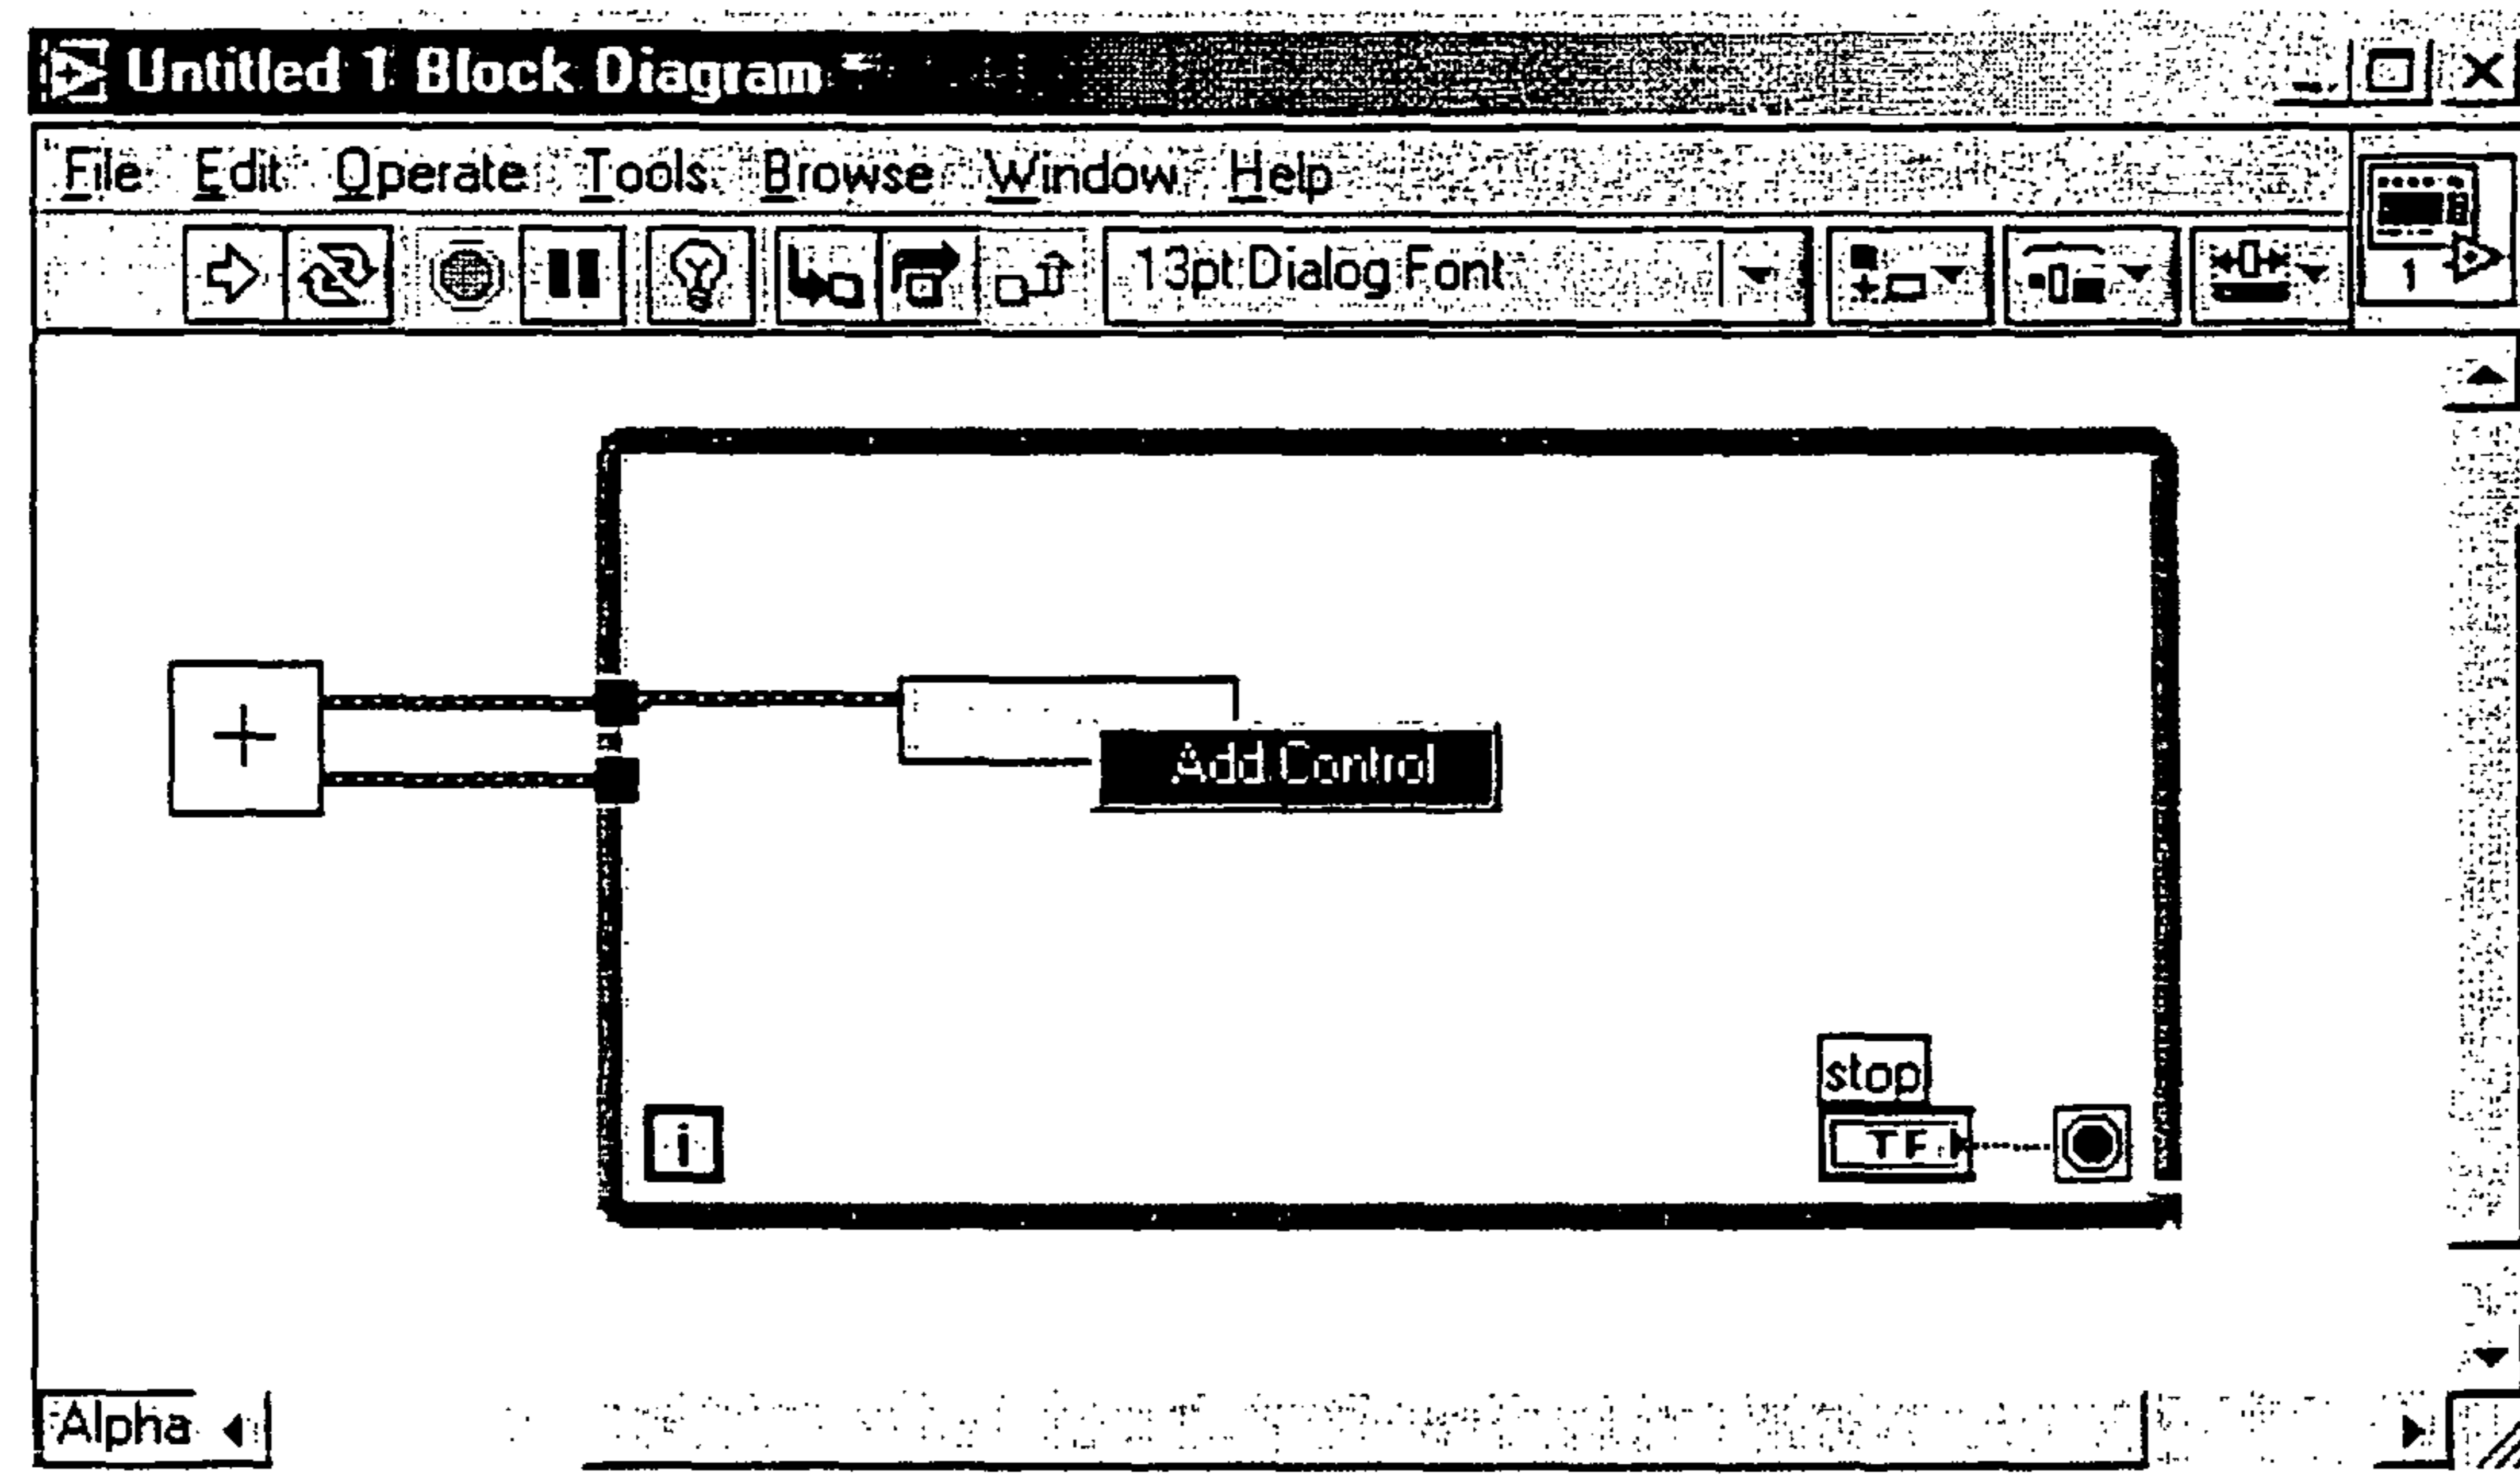 Untitled 1 Block Diagram *
File Edit Operate Tools Browse Window Help
13pt Dialog Font
1
Add Control
stop
i
TF
Alpha